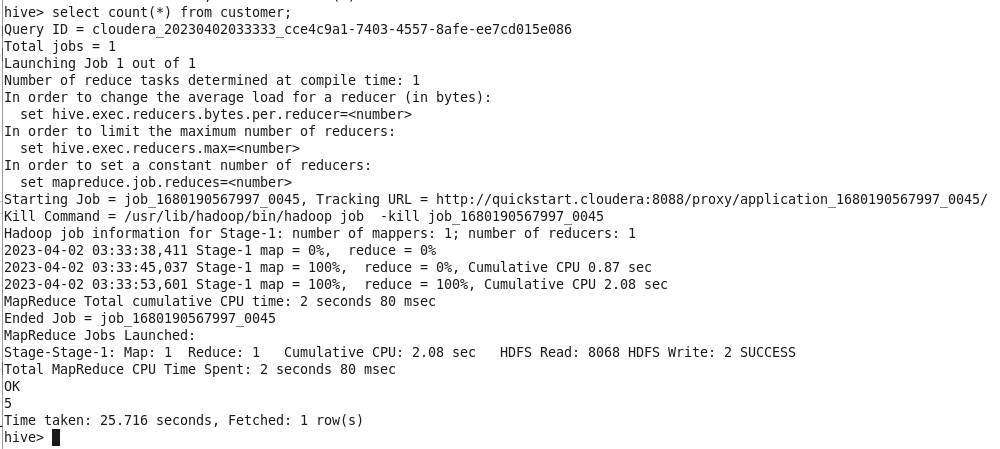 hive> select count(*) from customer;
Query ID = cloudera_20230402033333_cce4c9a1-7403-4557-8afe-ee7cd015e086
Total jobs = 1
Launching Job 1 out of 1
Number of reduce tasks determined at compile time: 1
In order to change the average load for a reducer (in bytes):
  set hive.exec.reducers.bytes.per.reducer=<number>
In order to limit the maximum number of reducers:
  set hive.exec.reducers.max=<number>
In order to set a constant number of reducers:
  set mapreduce.job.reduces=<number>
Starting Job = job_1680190567997_0045, Tracking URL = http://quickstart.cloudera:8088/proxy/application_1680190567997_0045/
Kill Command = /usr/lib/hadoop/bin/hadoop job  -kill job_1680190567997_0045
Hadoop job information for Stage-1: number of mappers: 1; number of reducers: 1
2023-04-02 03:33:38,411 Stage-1 map = 0%,  reduce = 0%
2023-04-02 03:33:45,037 Stage-1 map = 100%,  reduce = 0%, Cumulative CPU 0.87 sec
2023-04-02 03:33:53,601 Stage-1 map = 100%,  reduce = 100%, Cumulative CPU 2.08 sec
MapReduce Total cumulative CPU time: 2 seconds 80 msec
Ended Job = job_1680190567997_0045
MapReduce Jobs Launched:
Stage-Stage-1: Map: 1  Reduce: 1   Cumulative CPU: 2.08 sec   HDFS Read: 8068 HDFS Write: 2 SUCCESS
Total MapReduce CPU Time Spent: 2 seconds 80 msec
OK
5
Time taken: 25.716 seconds, Fetched: 1 row(s)
hive>